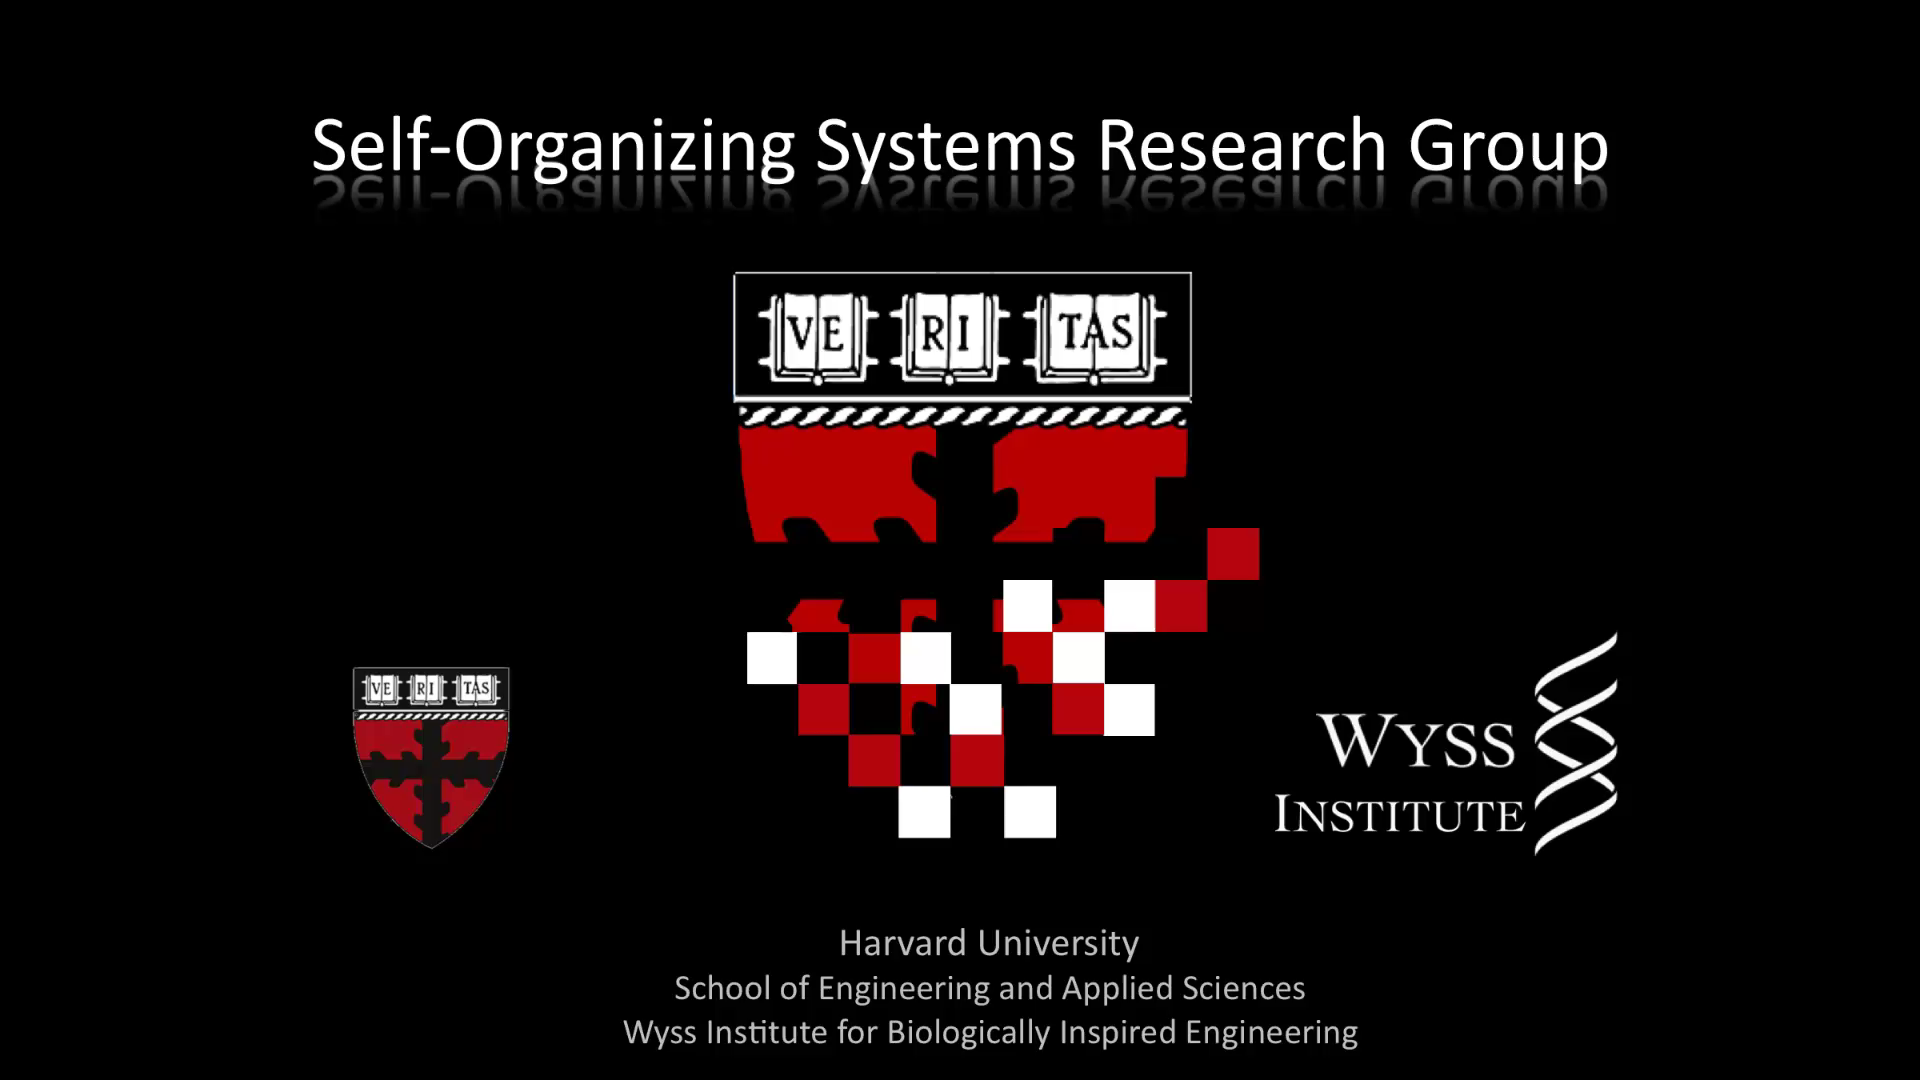 Self-Organizing Systems Research Group
VE RI TAS
VE RI TAS
WYSS
INSTITUTE
Harvard University
School of Engineering and Applied Sciences
Wyss Institute for Biologically Inspired Engineering